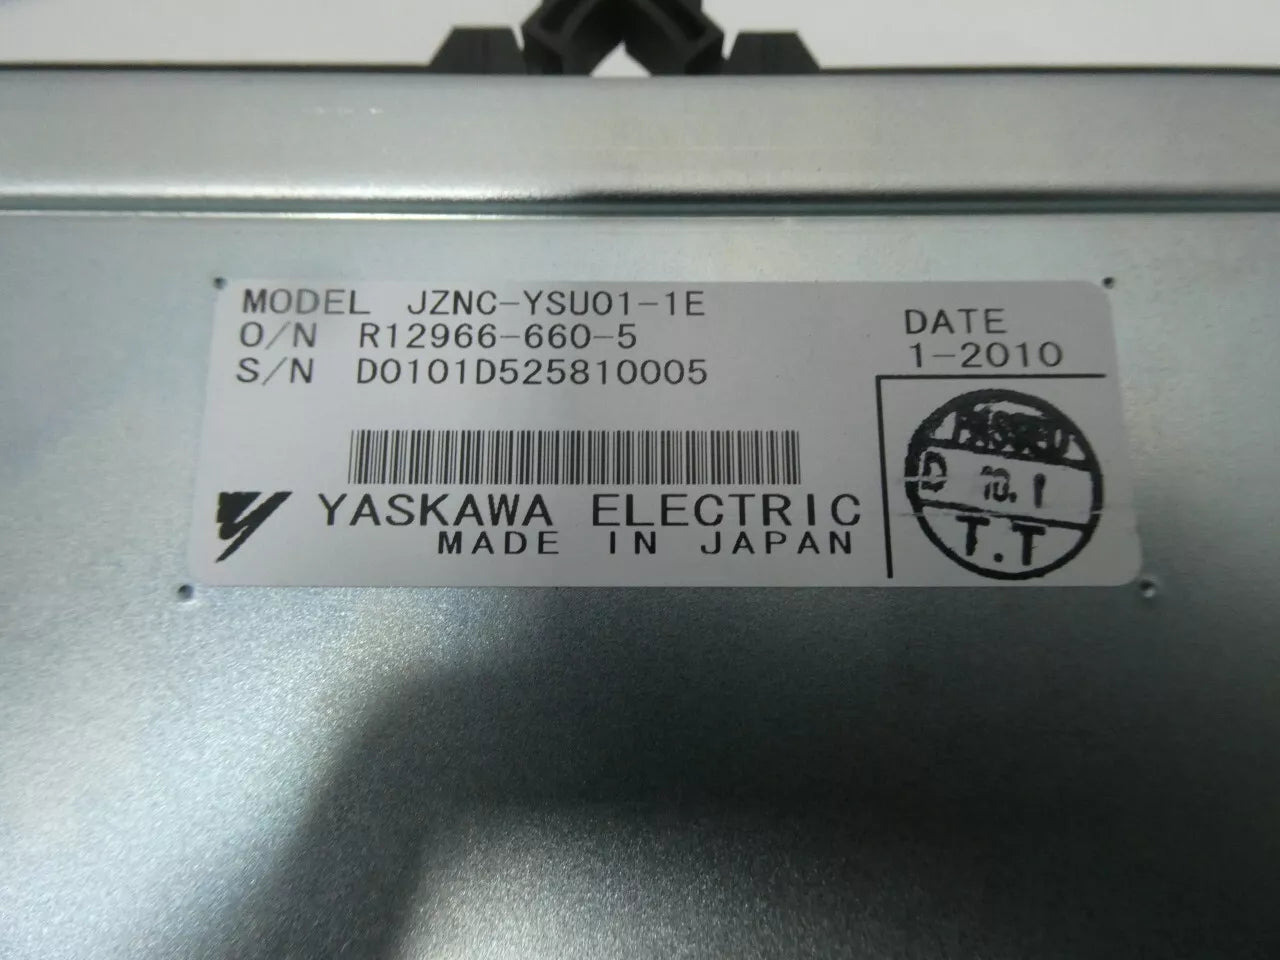 MODEL JZNC-YSU01-1E
O/N R12966-660-5
S/N D0101D525810005
DATE
1-2010
PASSED
D 10.1
T.T
YASKAWA ELECTRIC
MADE IN JAPAN